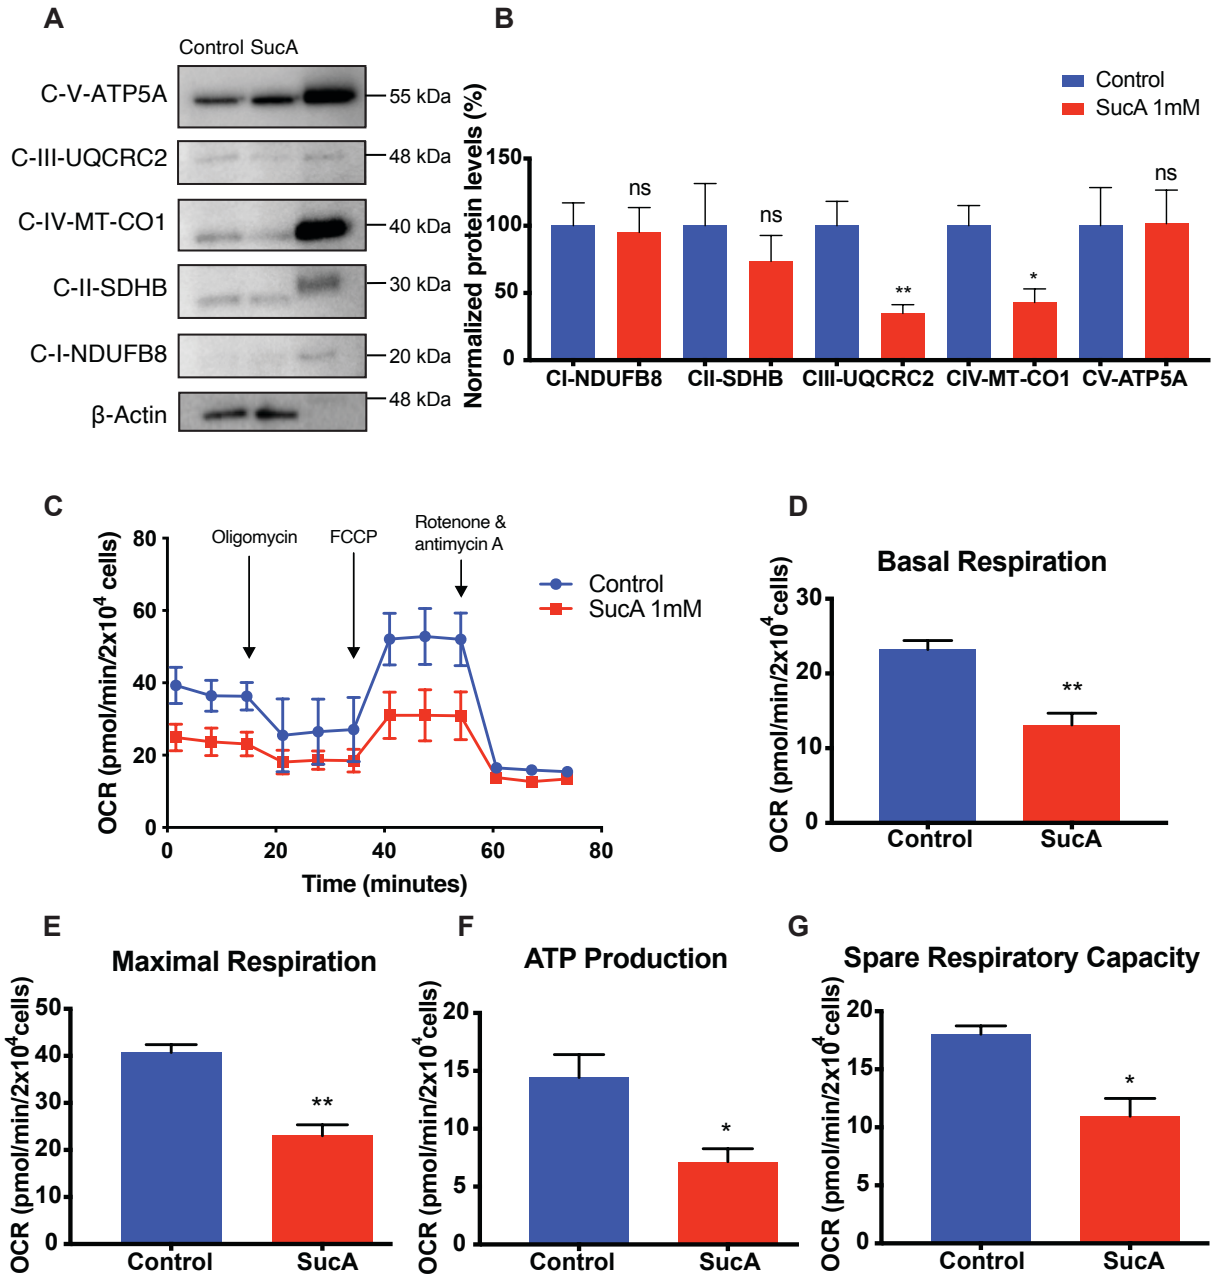 A
Control SucA
C-V-ATP5A
55 kDa
C-III-UQCRC2
48 kDa
C-IV-MT-CO1
40 kDa
C-II-SDHB
30 kDa
C-I-NDUFB8
20 kDa
48 kDa
β-Actin
B
Control
SucA 1mM
Normalized protein levels (%)
150
100
50
0
ns
ns
**
*
ns
CI-NDUFB8 CII-SDHB CIII-UQCRC2 CIV-MT-CO1 CV-ATP5A
C
OCR (pmol/min/2x10⁴ cells)
80
60
40
20
0
Oligomycin
FCCP
Rotenone &
antimycin A
Control
SucA 1mM
0 20 40 60 80
Time (minutes)
D
Basal Respiration
OCR (pmol/min/2x10⁴cells)
30
20
10
0
**
Control SucA
E
Maximal Respiration
OCR (pmol/min/2x10⁴cells)
50
40
30
20
10
0
**
Control SucA
F
ATP Production
OCR (pmol/min/2x10⁴cells)
20
15
10
5
0
*
Control SucA
G
Spare Respiratory Capacity
OCR (pmol/min/2x10⁴cells)
20
15
10
5
0
*
Control SucA